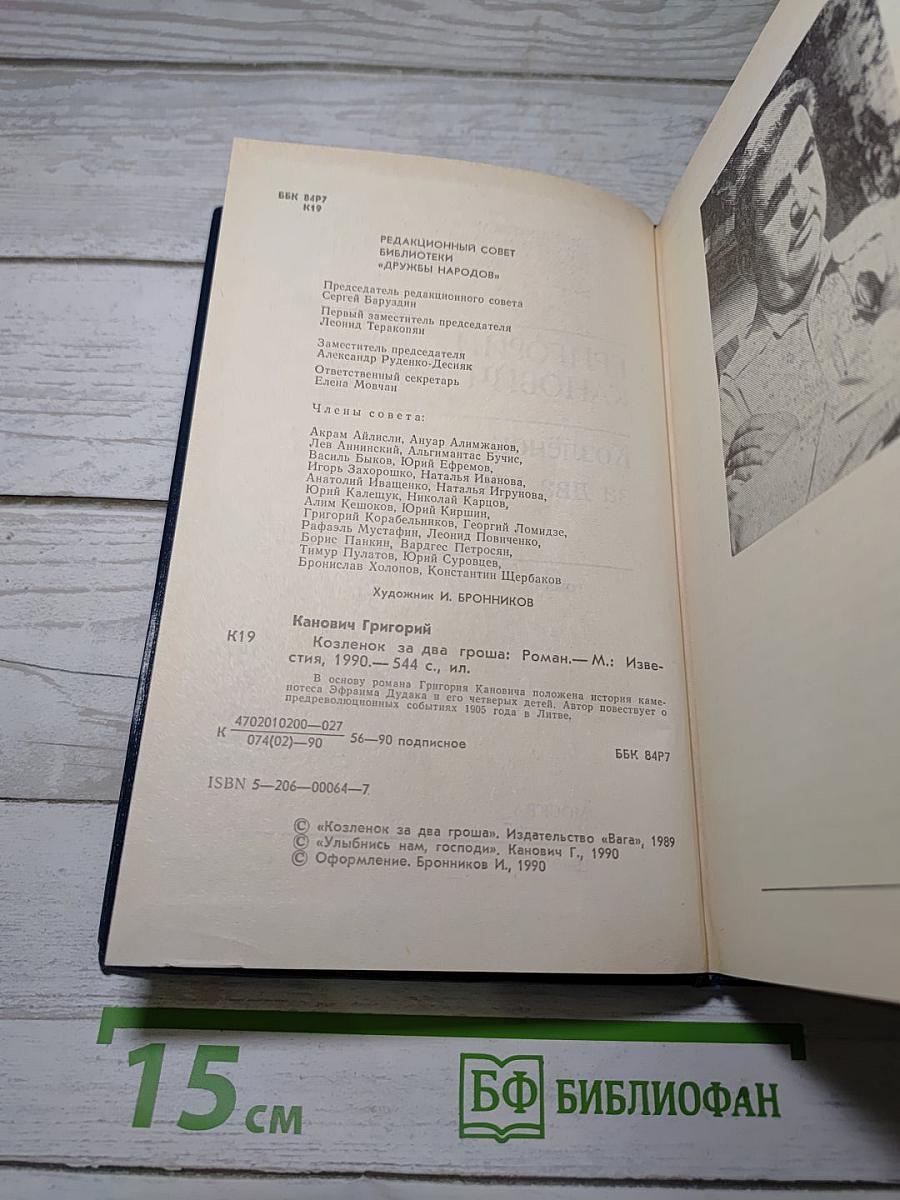 ББК 84Р7
К19
РЕДАКЦИОННЫЙ СОВЕТ
БИБЛИОТЕКИ
«ДРУЖБЫ НАРОДОВ»
Председатель редакционного совета
Сергей Баруздин
Первый заместитель председателя
Леонид Теракопян
Заместитель председателя
Александр Руденко-Десняк
Ответственный секретарь
Елена Мовчан
Члены совета:
Акрам Айлисли, Ануар Алимжанов,
Лев Аннинский, Альгимантас Бучис,
Василь Быков, Юрий Ефремов,
Игорь Захорошко, Наталья Иванова,
Анатолий Иващенко, Наталья Игрунова,
Юрий Калещук, Николай Карцов,
Алим Кешоков, Юрий Киршин,
Григорий Корабельников, Георгий Ломидзе,
Рафаэль Мустафин, Леонид Новиченко,
Борис Панкин, Вардгес Петросян,
Тимур Пулатов, Юрий Суровцев,
Бронислав Холопов, Константин Щербаков
Художник И. БРОННИКОВ
Канович Григорий
К19 Козленок за два гроша: Роман.— М.: Изве-
стия, 1990.— 544 с., ил.
В основу романа Григория Кановича положена история каме-
нотеса Эфраима Дудака и его четверых детей. Автор повествует о
предреволюционных событиях 1905 года в Литве.
К 4702010200—027
074(02)—90 56—90 подписное
ББК 84Р7
ISBN 5—206—00064—7
© «Козленок за два гроша». Издательство «Вага», 1989
© «Улыбнись нам, господи». Канович Г., 1990
© Оформление. Бронников И., 1990
15 см
БФ БИБЛИОФАН